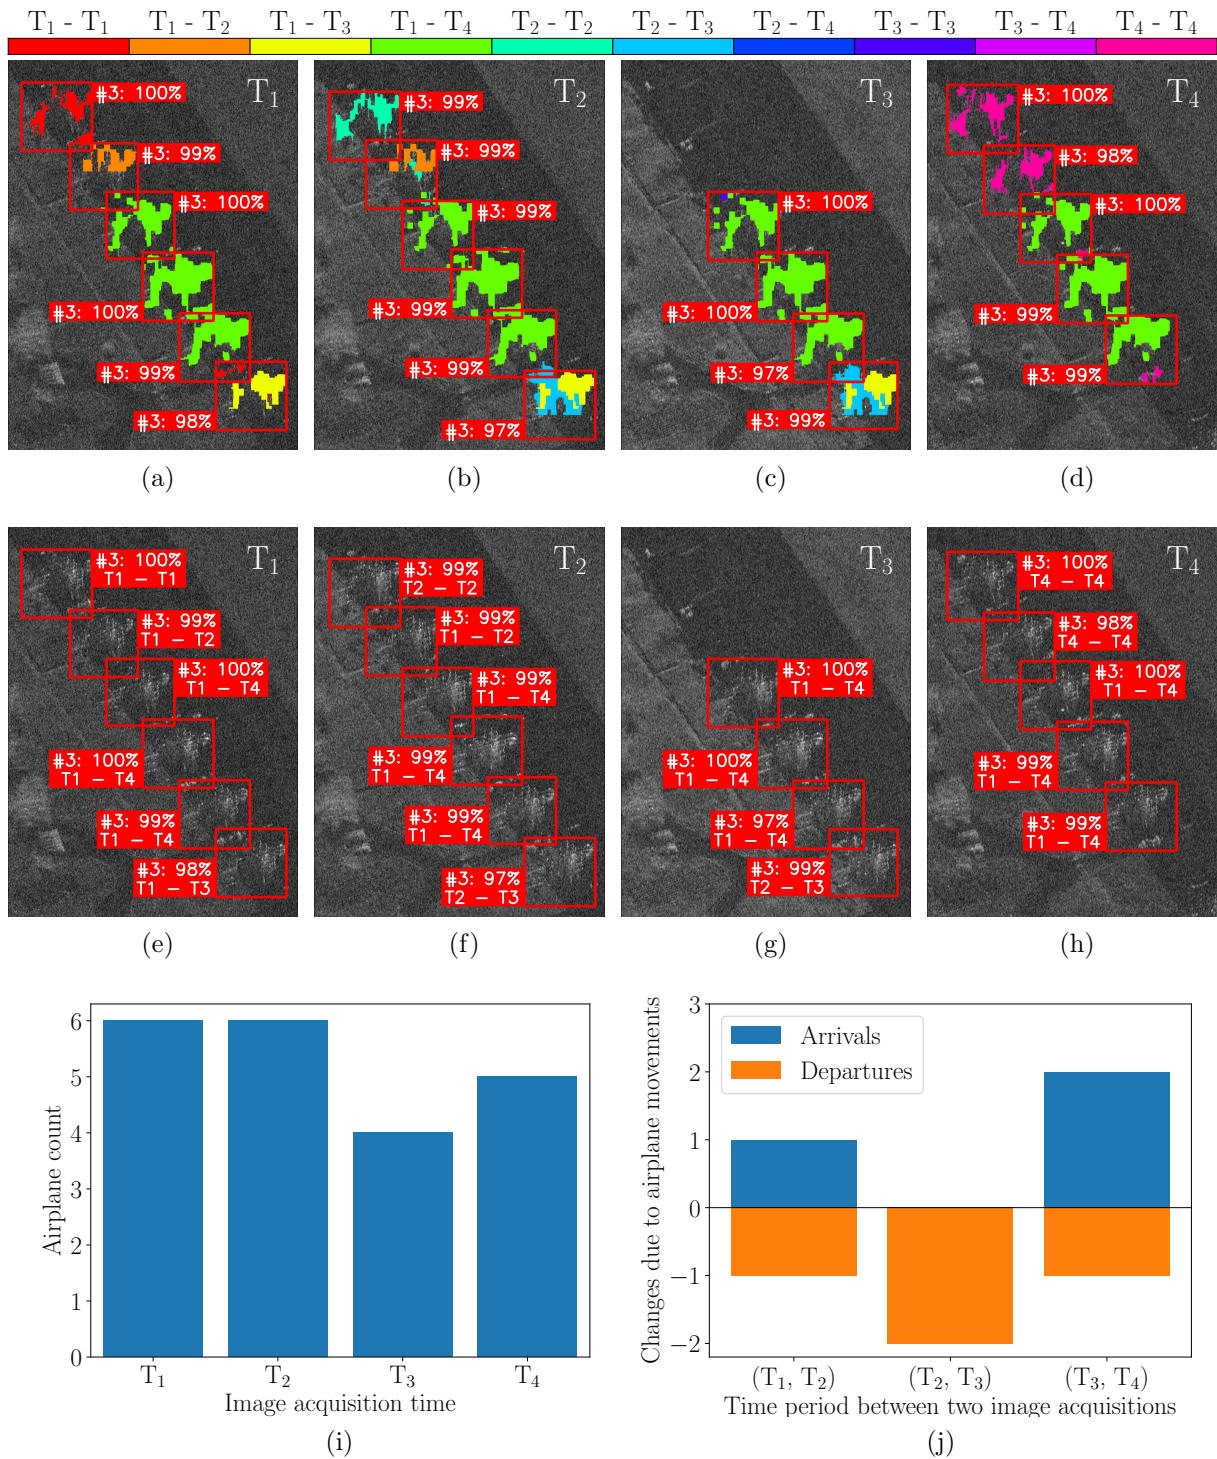 T₁ - T₁ T₁ - T₂ T₁ - T₃ T₁ - T₄ T₂ - T₂ T₂ - T₃ T₂ - T₄ T₃ - T₃ T₃ - T₄ T₄ - T₄
T₁
#3: 100%
#3: 99%
#3: 100%
#3: 100%
#3: 99%
#3: 98%
(a)
T₂
#3: 99%
#3: 99%
#3: 99%
#3: 99%
#3: 99%
#3: 97%
(b)
T₃
#3: 100%
#3: 100%
#3: 97%
#3: 99%
(c)
T₄
#3: 100%
#3: 98%
#3: 100%
#3: 99%
#3: 99%
(d)
T₁
#3: 100%
T1 – T1
#3: 99%
T1 – T2
#3: 100%
T1 – T4
#3: 100%
T1 – T4
#3: 99%
T1 – T4
#3: 98%
T1 – T3
(e)
T₂
#3: 99%
T2 – T2
#3: 99%
T1 – T2
#3: 99%
T1 – T4
#3: 99%
T1 – T4
#3: 99%
T1 – T4
#3: 97%
T2 – T3
(f)
T₃
#3: 100%
T1 – T4
#3: 100%
T1 – T4
#3: 97%
T1 – T4
#3: 99%
T2 – T3
(g)
T₄
#3: 100%
T4 – T4
#3: 98%
T4 – T4
#3: 100%
T1 – T4
#3: 99%
T1 – T4
#3: 99%
T1 – T4
(h)
Airplane count
6
5
4
3
2
1
0
T₁ T₂ T₃ T₄
Image acquisition time
(i)
Changes due to airplane movements
3
2
1
0
−1
−2
Arrivals
Departures
(T₁, T₂) (T₂, T₃) (T₃, T₄)
Time period between two image acquisitions
(j)